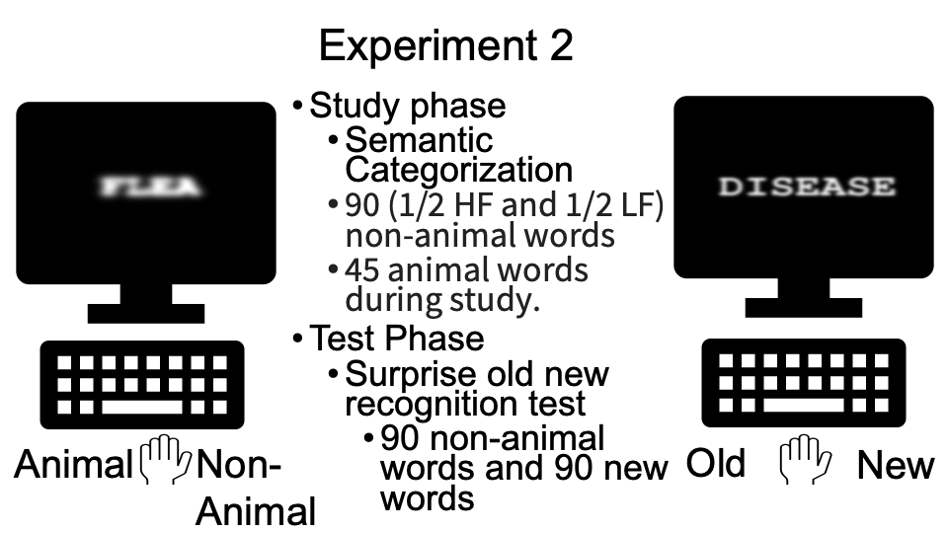 Experiment 2
FLEA
• Study phase
• Semantic
Categorization
• 90 (1/2 HF and 1/2 LF)
non-animal words
• 45 animal words
during study.
• Test Phase
• Surprise old new
recognition test
• 90 non-animal
words and 90 new
words
Animal
Non-
Animal
DISEASE
Old
New